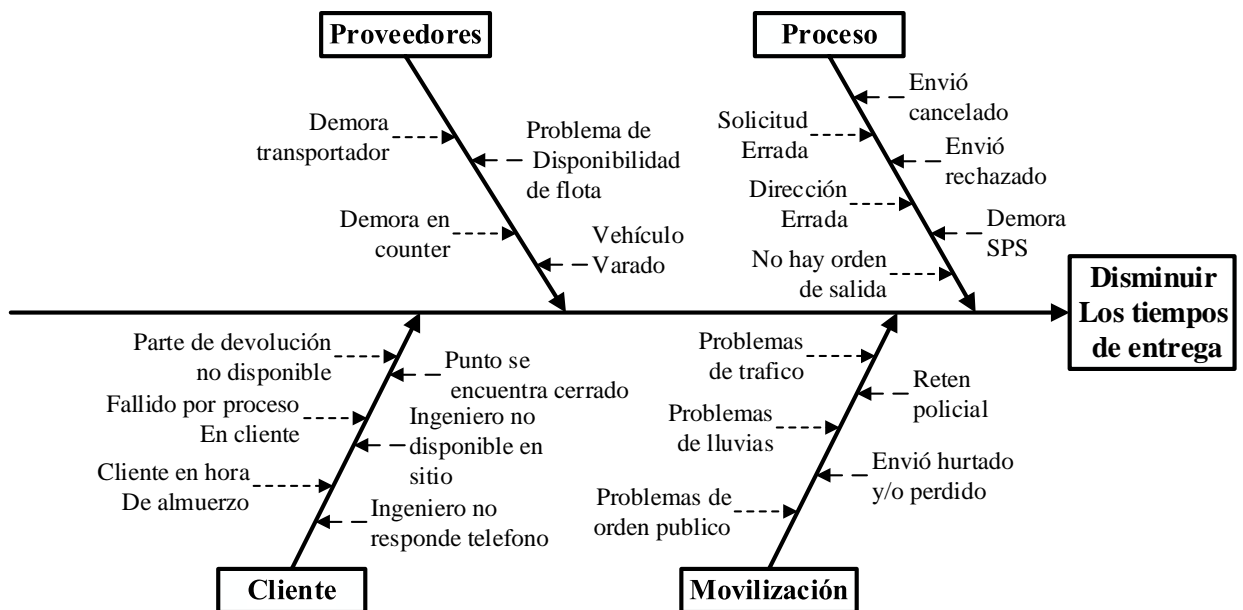 Proveedores
Proceso
Demora
transportador
Problema de
Disponibilidad
de flota
Demora en
counter
Vehículo
Varado
Envió
cancelado
Solicitud
Errada
Envió
rechazado
Dirección
Errada
Demora
SPS
No hay orden
de salida
Disminuir
Los tiempos
de entrega
Parte de devolución
no disponible
Punto se
encuentra cerrado
Fallido por proceso
En cliente
Ingeniero no
disponible en
sitio
Cliente en hora
De almuerzo
Ingeniero no
responde telefono
Problemas
de trafico
Reten
policial
Problemas
de lluvias
Envió hurtado
y/o perdido
Problemas de
orden publico
Cliente
Movilización